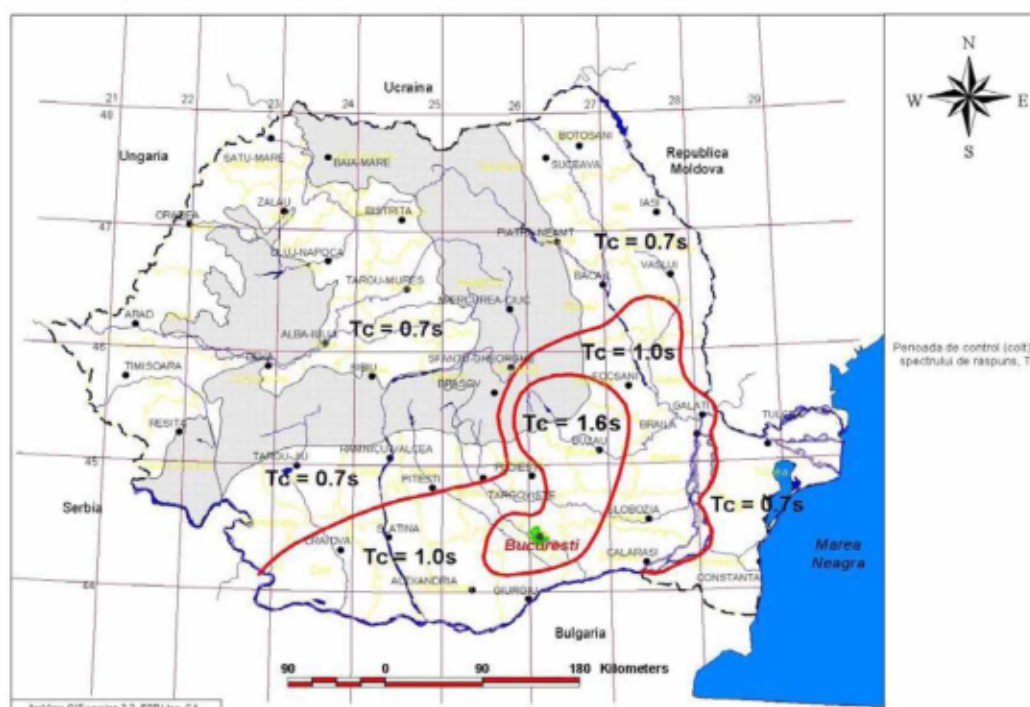 N
W E
S
Ucraina
21 22 23 24 25 26 27 28 29
48
BOTOSANI
Ungaria
SATU-MARE
BAIA-MARE
SUCEAVA
Republica
Moldova
ZALAU
ORADEA
BISTRITA
IASI
47
PIATRA-NEAMT
Tc = 0.7s
CLUJ-NAPOCA
VASLUI
TARGU-MURES
BACAU
MIERCUREA-CIUC
ARAD
ALBA-IULIA
Tc = 0.7s
46
Tc = 1.0s
Perioada de control (colt)
spectrului de raspuns, T
TIMISOARA
DEVA
SIBIU
SFANTU-GHEORGHE
BRASOV
FOCSANI
GALATI
TULCEA
RESITA
Tc = 1.6s
BRAILA
BUZAU
45
RAMNICU VALCEA
TARGU-JIU
PLOIESTI
Tc = 0.7s
PITESTI
TARGOVISTE
Tc = 0.7s
Serbia
SLOBOZIA
SLATINA
CRAIOVA
Bucuresti
Marea
Neagra
Tc = 1.0s
CALARASI
ALEXANDRIA
CONSTANTA
44
GIURGIU
Bulgaria
90 0 90 180 Kilometers